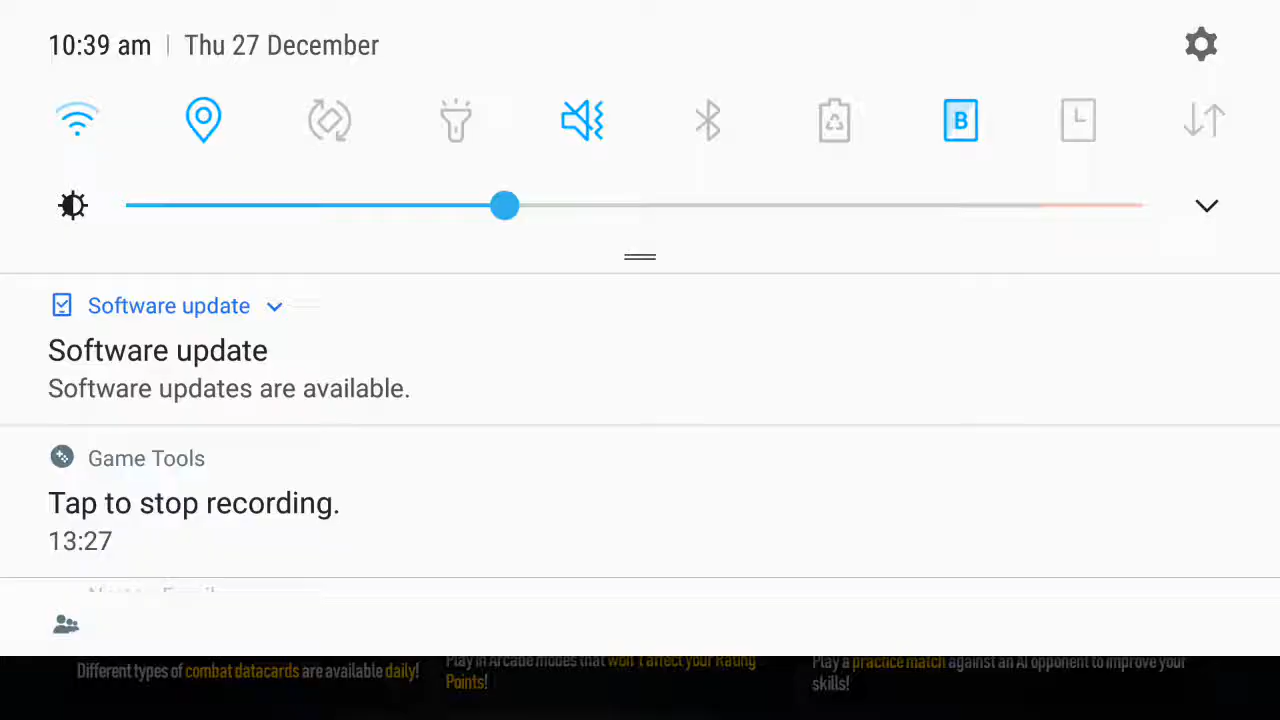 10:39 am | Thu 27 December
B
Software update
Software update
Software updates are available.
Game Tools
Tap to stop recording.
13:27
Different types of combat datacards are available daily!
Play in Arcade modes that won't affect your Rating
Points!
Play a practice match against an AI opponent to improve your
skills!